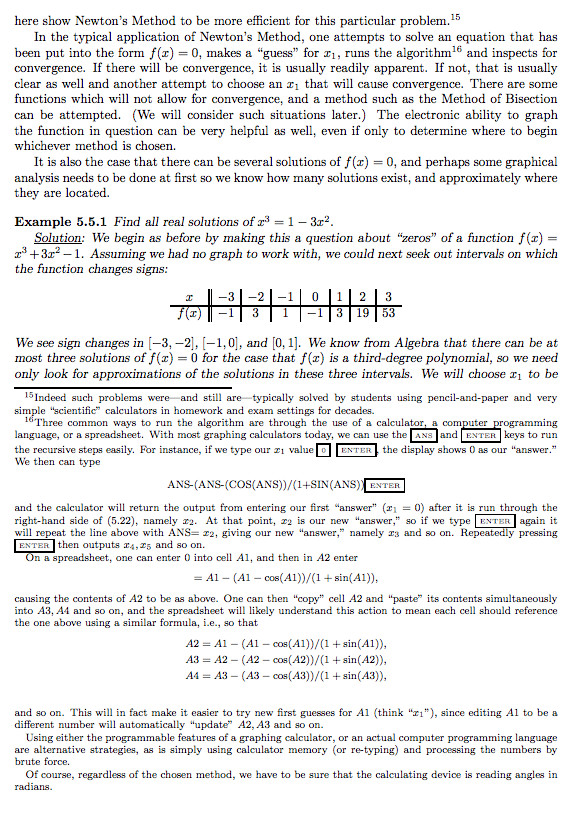 here show Newton's Method to be more efficient for this particular problem.¹⁵
In the typical application of Newton's Method, one attempts to solve an equation that has
been put into the form f(x) = 0, makes a “guess” for x₁, runs the algorithm¹⁶ and inspects for
convergence. If there will be convergence, it is usually readily apparent. If not, that is usually
clear as well and another attempt to choose an x₁ that will cause convergence. There are some
functions which will not allow for convergence, and a method such as the Method of Bisection
can be attempted. (We will consider such situations later.) The electronic ability to graph
the function in question can be very helpful as well, even if only to determine where to begin
whichever method is chosen.
It is also the case that there can be several solutions of f(x) = 0, and perhaps some graphical
analysis needs to be done at first so we know how many solutions exist, and approximately where
they are located.
Example 5.5.1 Find all real solutions of x³ = 1 − 3x².
Solution: We begin as before by making this a question about “zeros” of a function f(x) =
x³ + 3x² − 1. Assuming we had no graph to work with, we could next seek out intervals on which
the function changes signs:
x −3 −2 −1 0 1 2 3
f(x) −1 3 1 −1 3 19 53
We see sign changes in [−3, −2], [−1, 0], and [0, 1]. We know from Algebra that there can be at
most three solutions of f(x) = 0 for the case that f(x) is a third-degree polynomial, so we need
only look for approximations of the solutions in these three intervals. We will choose x₁ to be
¹⁵Indeed such problems were—and still are—typically solved by students using pencil-and-paper and very
simple “scientific” calculators in homework and exam settings for decades.
¹⁶Three common ways to run the algorithm are through the use of a calculator, a computer programming
language, or a spreadsheet. With most graphing calculators today, we can use the ANS and ENTER keys to run
the recursive steps easily. For instance, if we type our x₁ value 0 ENTER, the display shows 0 as our “answer.”
We then can type
ANS-(ANS-(COS(ANS))/(1+SIN(ANS)) ENTER
and the calculator will return the output from entering our first “answer” (x₁ = 0) after it is run through the
right-hand side of (5.22), namely x₂. At that point, x₂ is our new “answer,” so if we type ENTER again it
will repeat the line above with ANS= x₂, giving our new “answer,” namely x₃ and so on. Repeatedly pressing
ENTER then outputs x₄, x₅ and so on.
On a spreadsheet, one can enter 0 into cell A1, and then in A2 enter
= A1 − (A1 − cos(A1))/(1 + sin(A1)),
causing the contents of A2 to be as above. One can then “copy” cell A2 and “paste” its contents simultaneously
into A3, A4 and so on, and the spreadsheet will likely understand this action to mean each cell should reference
the one above using a similar formula, i.e., so that
A2 = A1 − (A1 − cos(A1))/(1 + sin(A1)),
A3 = A2 − (A2 − cos(A2))/(1 + sin(A2)),
A4 = A3 − (A3 − cos(A3))/(1 + sin(A3)),
and so on. This will in fact make it easier to try new first guesses for A1 (think “x₁”), since editing A1 to be a
different number will automatically “update” A2, A3 and so on.
Using either the programmable features of a graphing calculator, or an actual computer programming language
are alternative strategies, as is simply using calculator memory (or re-typing) and processing the numbers by
brute force.
Of course, regardless of the chosen method, we have to be sure that the calculating device is reading angles in
radians.